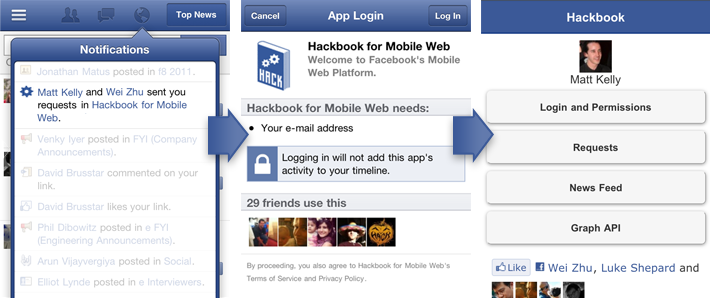 Top News
Notifications
Jonathan Matus posted in f8 2011.
Matt Kelly and Wei Zhu sent you
requests in Hackbook for Mobile
Web.
Venky Iyer posted in FYI (Company
Announcements).
David Brusstar commented on your
link.
David Brusstar likes your link.
Phil Dibowitz posted in e FYI
(Engineering Announcements).
Arun Vijayvergiya posted in Social.
Elliot Lynde posted in e Interviewers.
Cancel
App Login
Log In
HACK
Hackbook for Mobile Web
Welcome to Facebook's Mobile
Web Platform.
Hackbook for Mobile Web needs:
• Your e-mail address
Logging in will not add this app's
activity to your timeline.
29 friends use this
By proceeding, you also agree to Hackbook for Mobile Web's
Terms of Service and Privacy Policy.
Hackbook
Matt Kelly
Login and Permissions
Requests
News Feed
Graph API
Like
Wei Zhu, Luke Shepard and